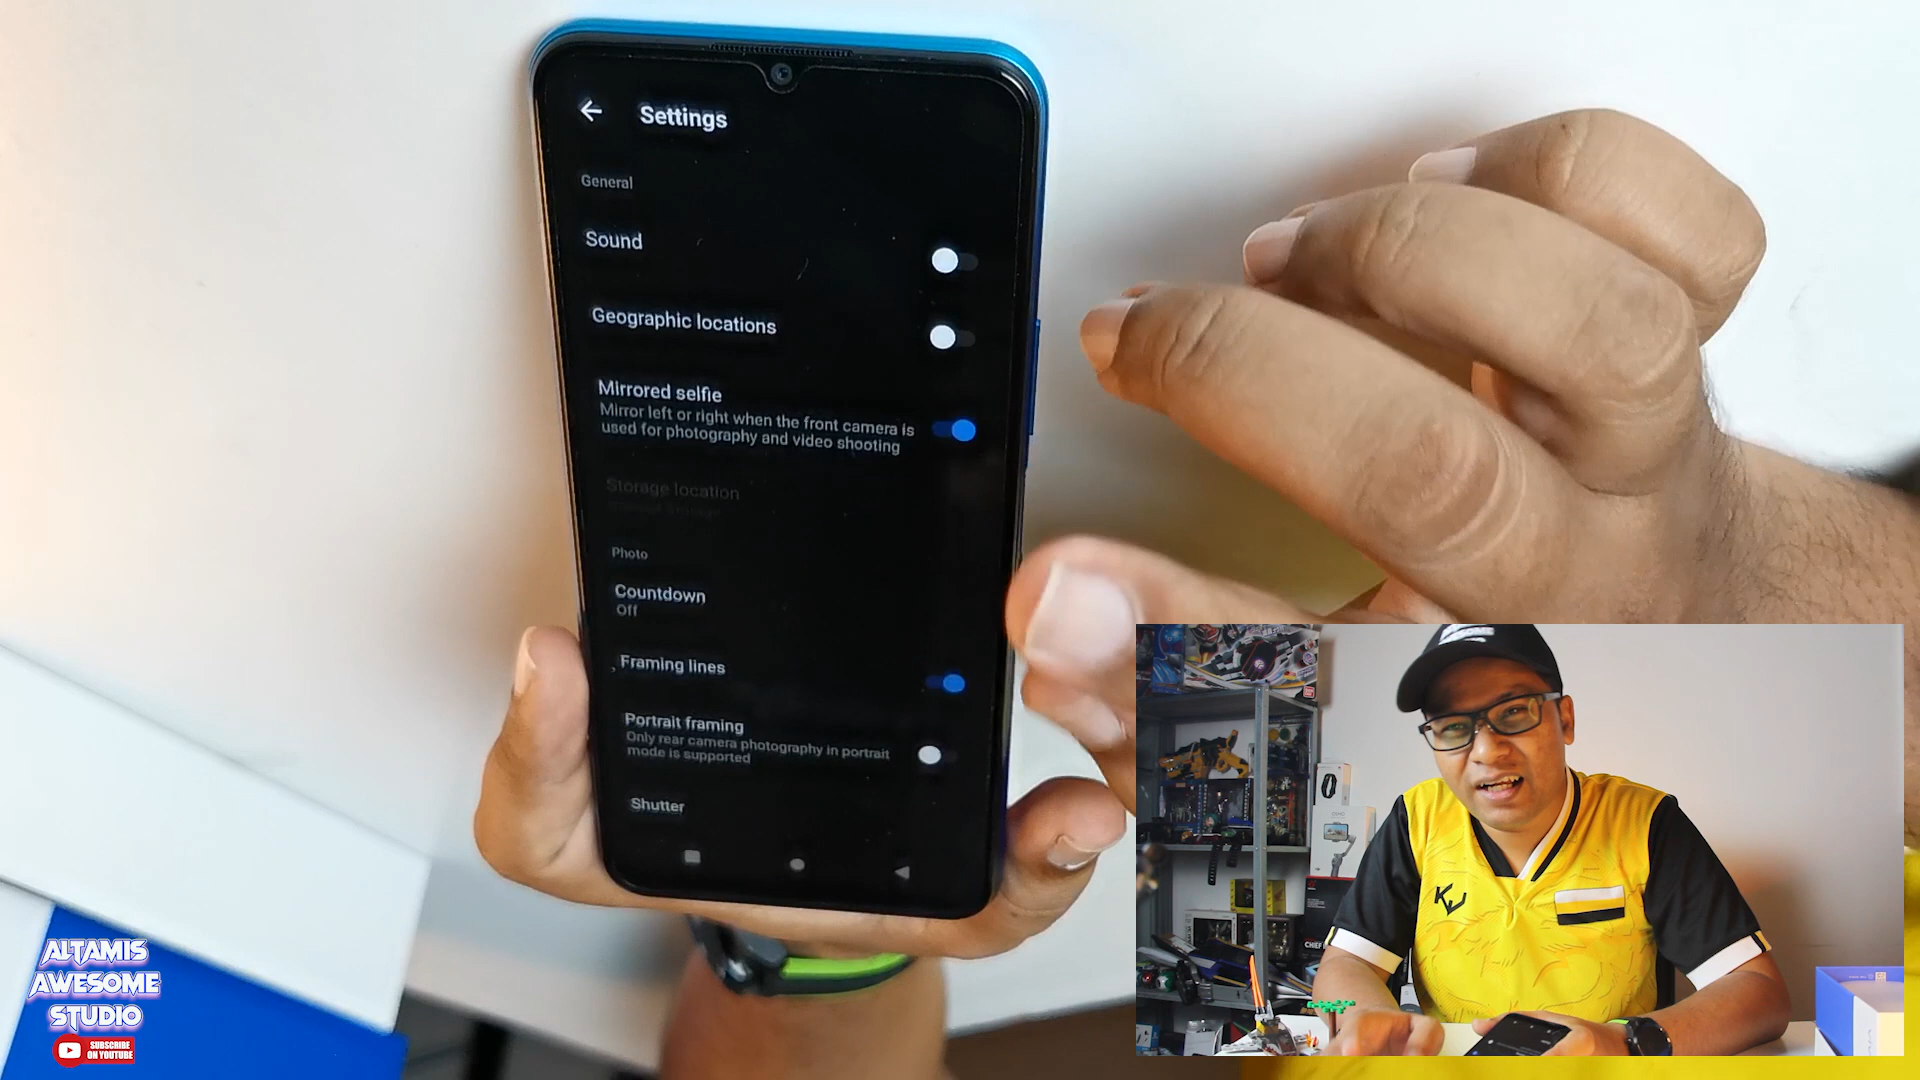 Settings
General
Sound
Geographic locations
Mirrored selfie
Mirror left or right when the front camera is
used for photography and video shooting
Storage location
Photo
Countdown
Off
Framing lines
Portrait framing
Only rear camera photography in portrait
mode is supported
Shutter
ALTAMIS
AWESOME
STUDIO
SUBSCRIBE
ON YOUTUBE
CHIEF